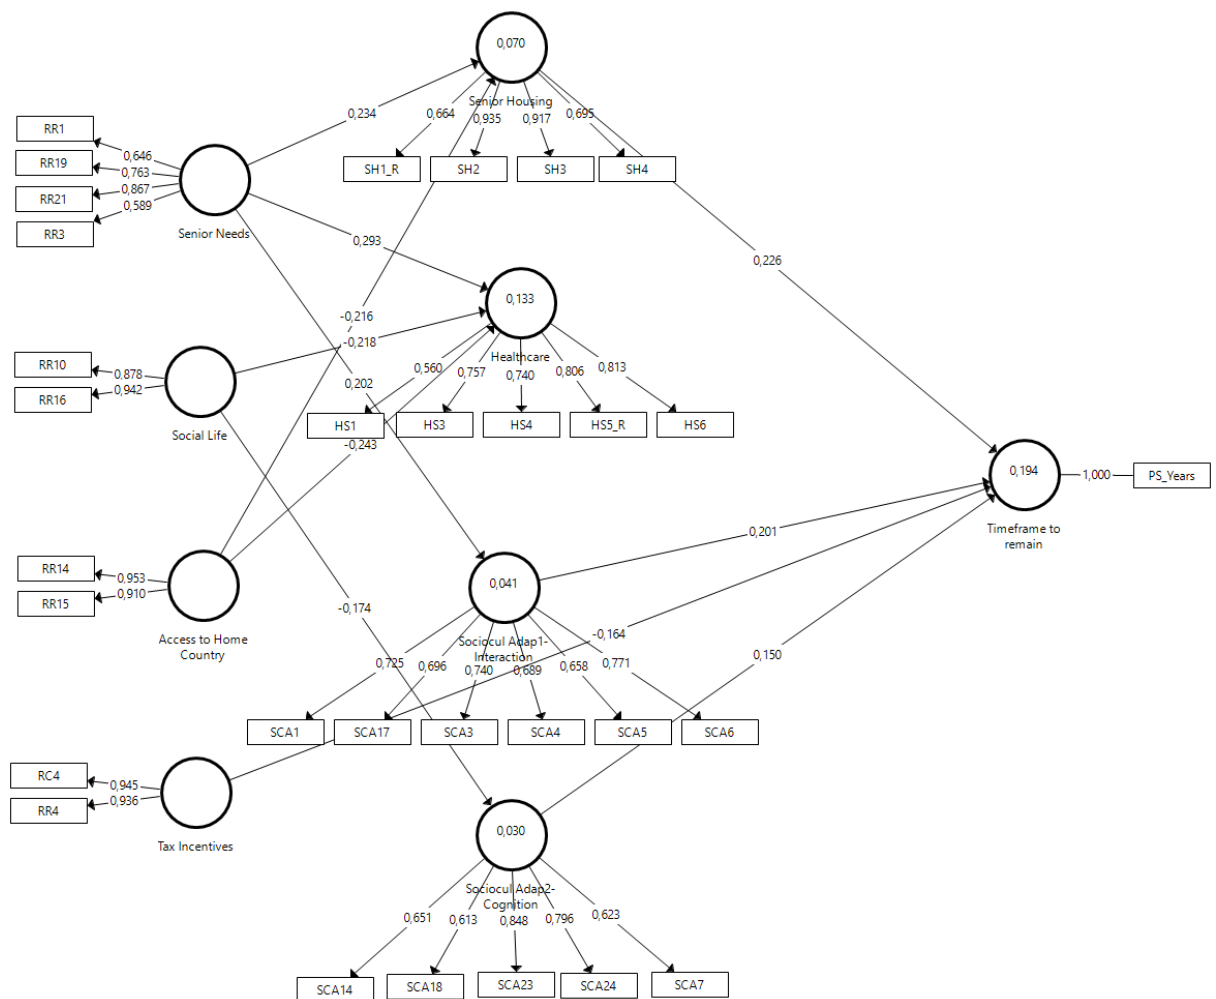 0,070
Senior Housing
0,234
0,664
0,935
0,917
0,695
RR1
0,646
RR19
0,763
RR21
0,867
0,589
RR3
Senior Needs
SH1_R
SH2
SH3
SH4
0,293
0,226
0,133
Healthcare
-0,216
-0,218
RR10
0,878
RR16
0,942
Social Life
0,202
0,560
0,757
0,740
0,806
0,813
HS1
HS3
HS4
HS5_R
HS6
-0,243
0,194
1,000
PS_Years
Timeframe to
remain
0,201
RR14
0,953
RR15
0,910
Access to Home
Country
0,041
Sociocul Adap1-
Interaction
-0,174
-0,164
0,150
0,725
0,696
0,740
0,689
0,658
0,771
SCA1
SCA17
SCA3
SCA4
SCA5
SCA6
RC4
0,945
RR4
0,936
Tax Incentives
0,030
Sociocul Adap2-
Cognition
0,651
0,613
0,848
0,796
0,623
SCA14
SCA18
SCA23
SCA24
SCA7